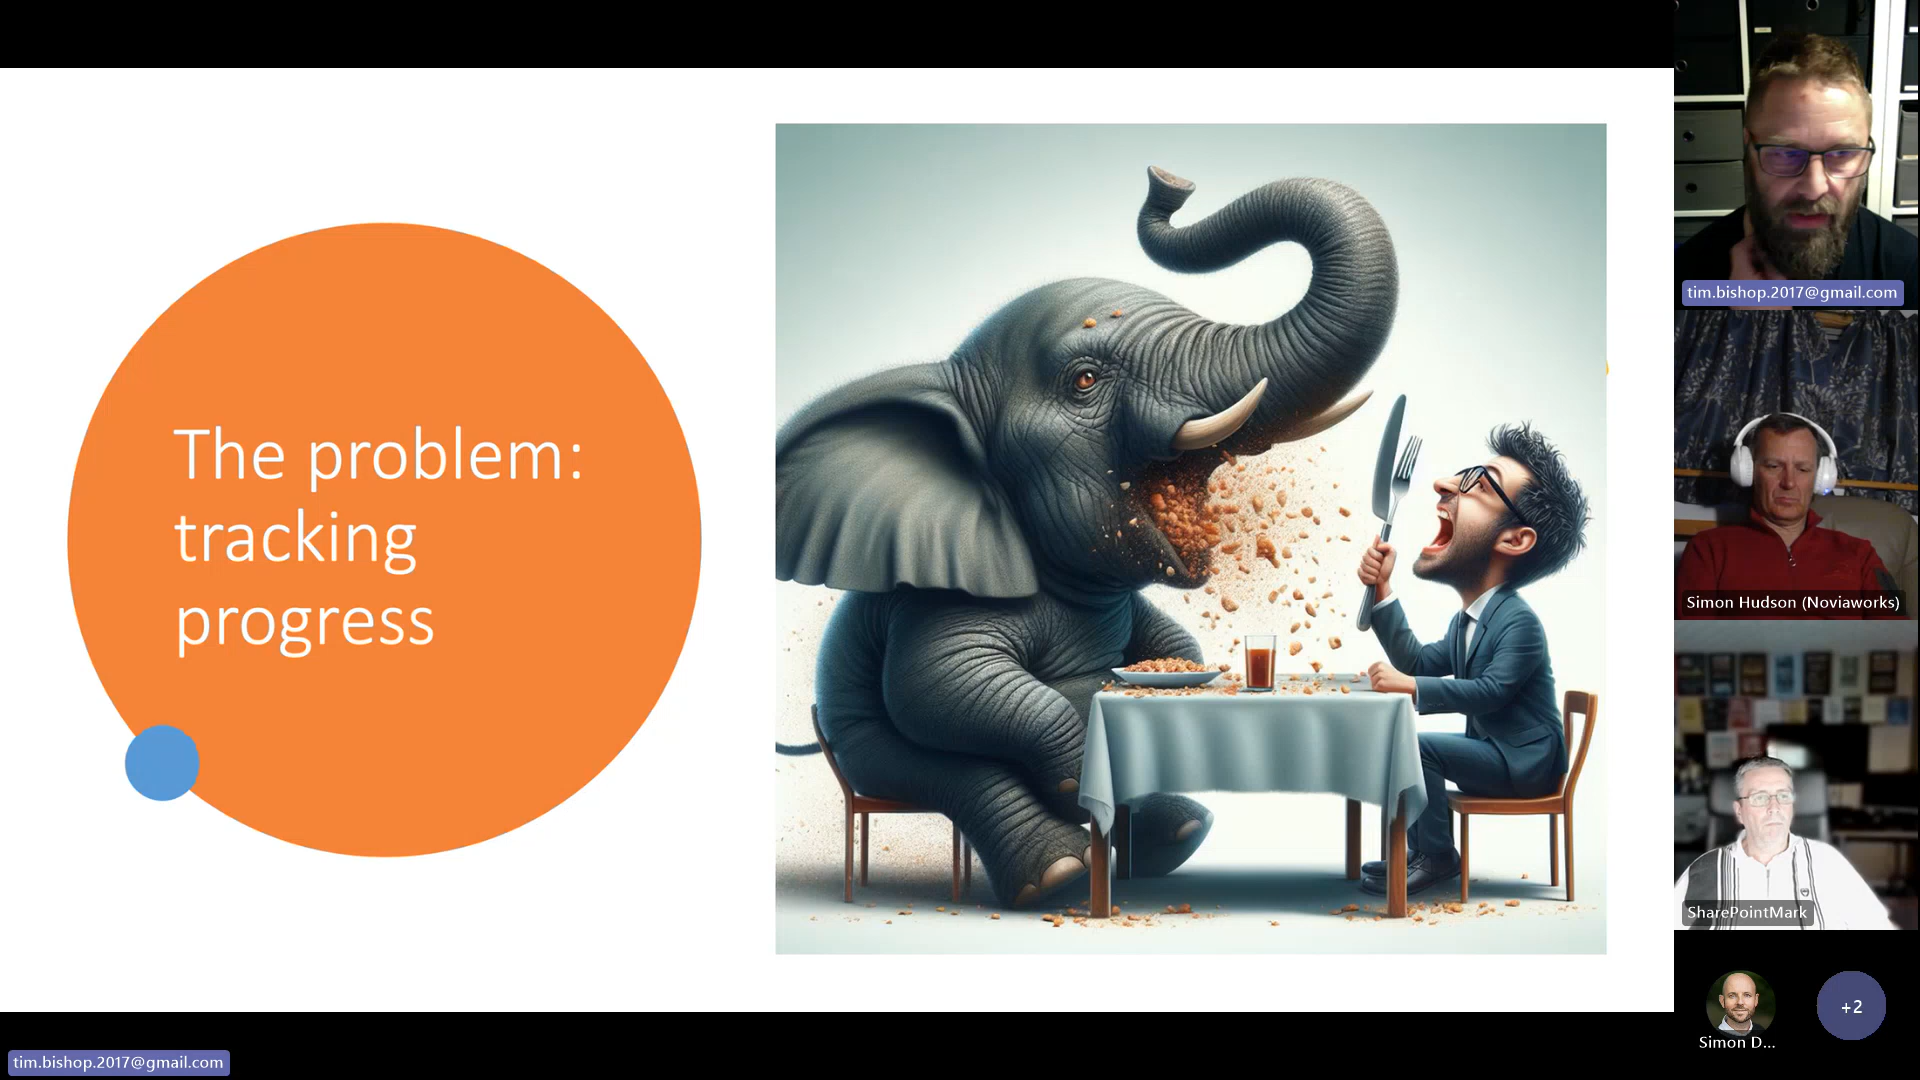 The problem:
tracking
progress
tim.bishop.2017@gmail.com
Simon Hudson (Noviaworks)
SharePointMark
Simon D...
+2
tim.bishop.2017@gmail.com